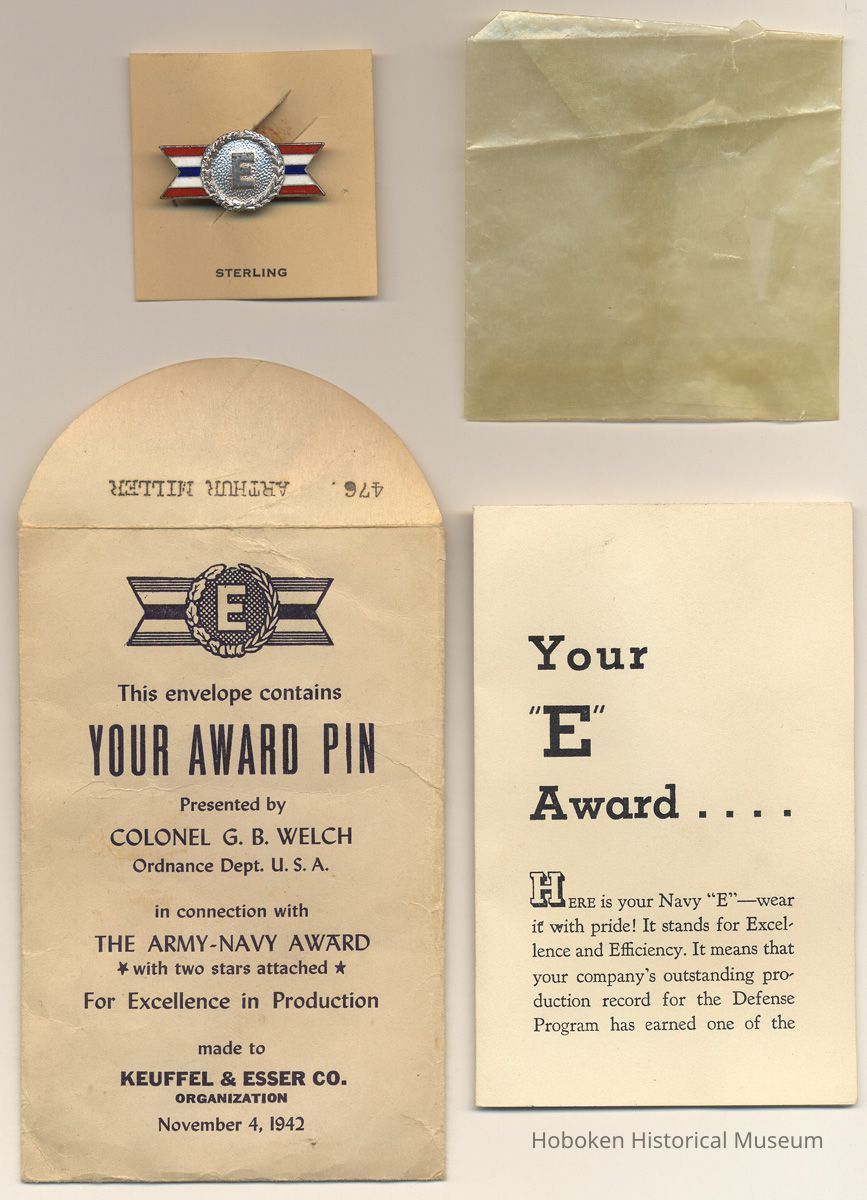 E
STERLING
476. ARTHUR MILLER
E
This envelope contains
YOUR AWARD PIN
Presented by
COLONEL G. B. WELCH
Ordnance Dept. U. S. A.
in connection with
THE ARMY-NAVY AWARD
★ with two stars attached ★
For Excellence in Production
made to
KEUFFEL & ESSER CO.
ORGANIZATION
November 4, 1942
Your
"E"
Award . . . .
HERE is your Navy “E”—wear
it with pride! It stands for Excel-
lence and Efficiency. It means that
your company's outstanding pro-
duction record for the Defense
Program has earned one of the
Hoboken Historical Museum